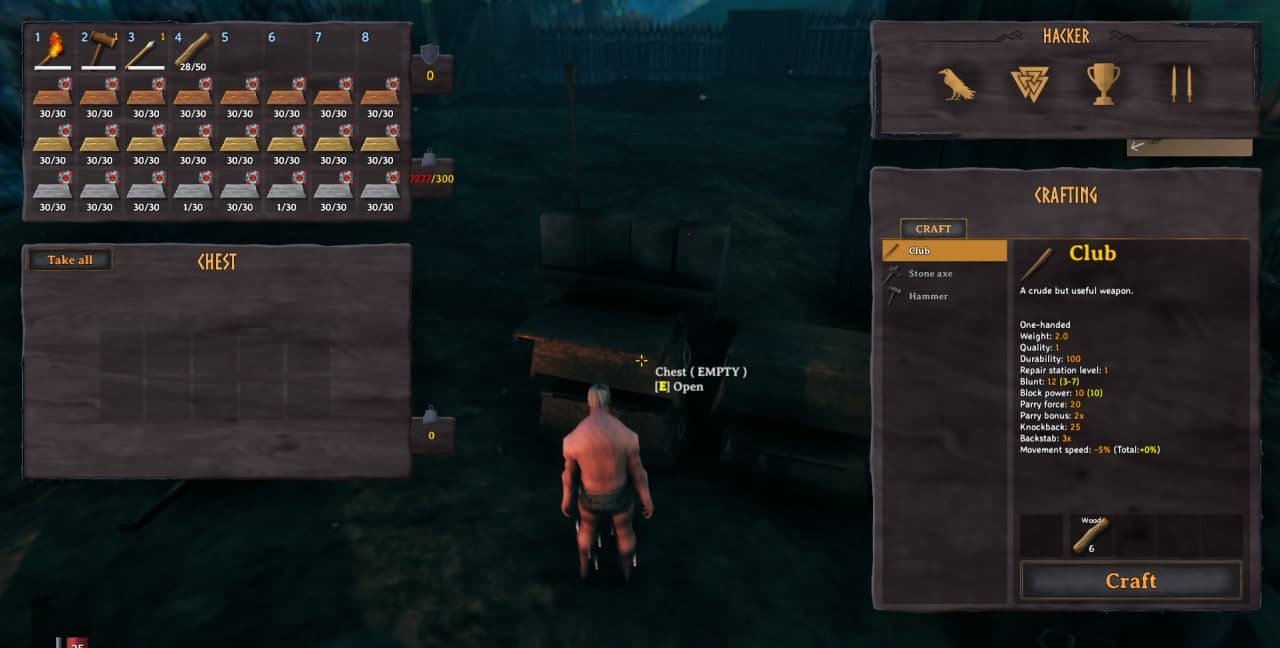 1 2 3 4 5 6 7 8
1 1
28/50
0
30/30 30/30 30/30 30/30 30/30 30/30 30/30 30/30
30/30 30/30 30/30 30/30 30/30 30/30 30/30 30/30
/300
30/30 30/30 30/30 1/30 30/30 1/30 30/30 30/30
Take all
CHEST
0
Chest ( EMPTY )
[E] Open
HACKER
CRAFTING
CRAFT
Club
Stone axe
Hammer
Club
A crude but useful weapon.
One-handed
Weight: 2.0
Quality: 1
Durability: 100
Repair station level: 1
Blunt: 12 (3-7)
Block power: 10 (10)
Parry force: 20
Parry bonus: 2x
Knockback: 25
Backstab: 3x
Movement speed: -5% (Total:+0%)
Wood
6
Craft